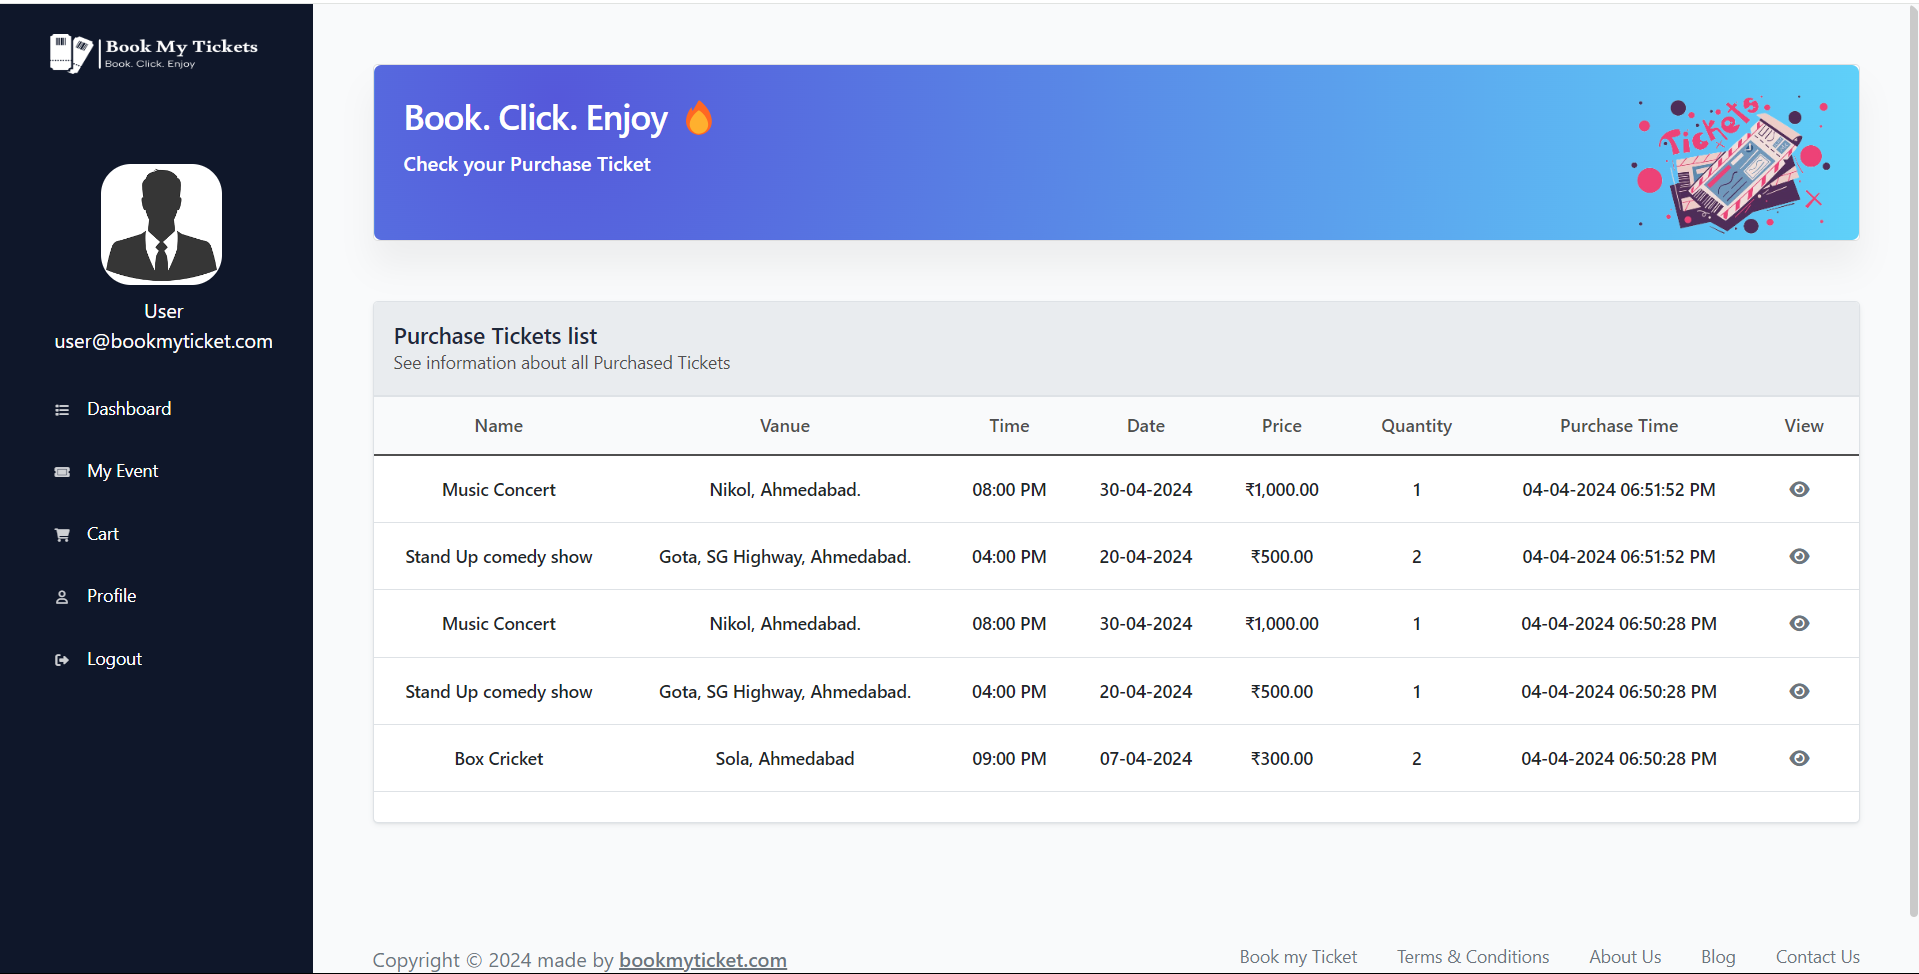 Book My Tickets
Book. Click. Enjoy
User
user@bookmyticket.com
Dashboard
My Event
Cart
Profile
Logout
Book. Click. Enjoy 🔥
Check your Purchase Ticket
Tickets
Purchase Tickets list
See information about all Purchased Tickets
Name Vanue Time Date Price Quantity Purchase Time View
Music Concert Nikol, Ahmedabad. 08:00 PM 30-04-2024 ₹1,000.00 1 04-04-2024 06:51:52 PM
Stand Up comedy show Gota, SG Highway, Ahmedabad. 04:00 PM 20-04-2024 ₹500.00 2 04-04-2024 06:51:52 PM
Music Concert Nikol, Ahmedabad. 08:00 PM 30-04-2024 ₹1,000.00 1 04-04-2024 06:50:28 PM
Stand Up comedy show Gota, SG Highway, Ahmedabad. 04:00 PM 20-04-2024 ₹500.00 1 04-04-2024 06:50:28 PM
Box Cricket Sola, Ahmedabad 09:00 PM 07-04-2024 ₹300.00 2 04-04-2024 06:50:28 PM
Copyright © 2024 made by bookmyticket.com
Book my Ticket Terms & Conditions About Us Blog Contact Us